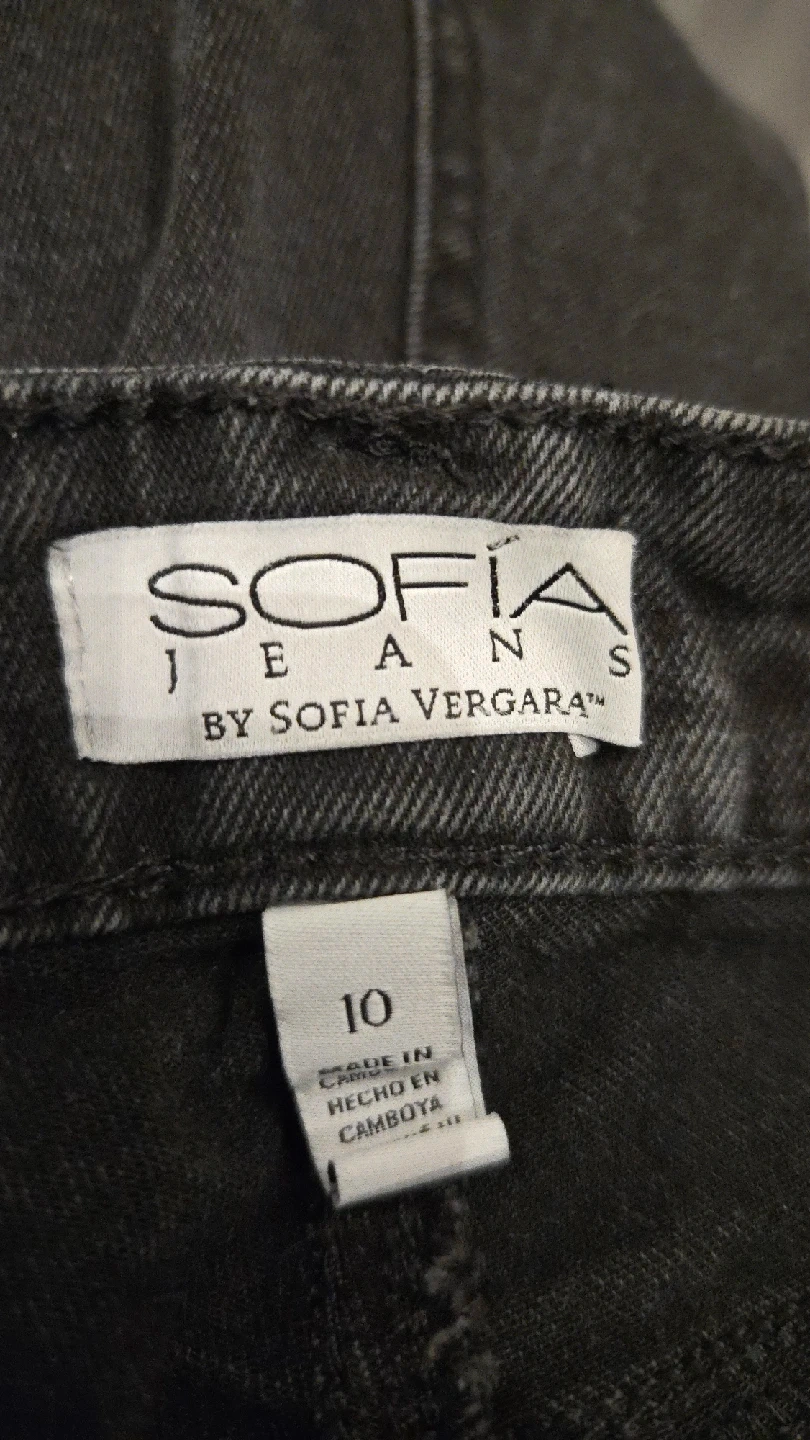 SOFÍA
JEANS
BY SOFIA VERGARA™
10
MADE IN
HECHO EN
CAMBOYA